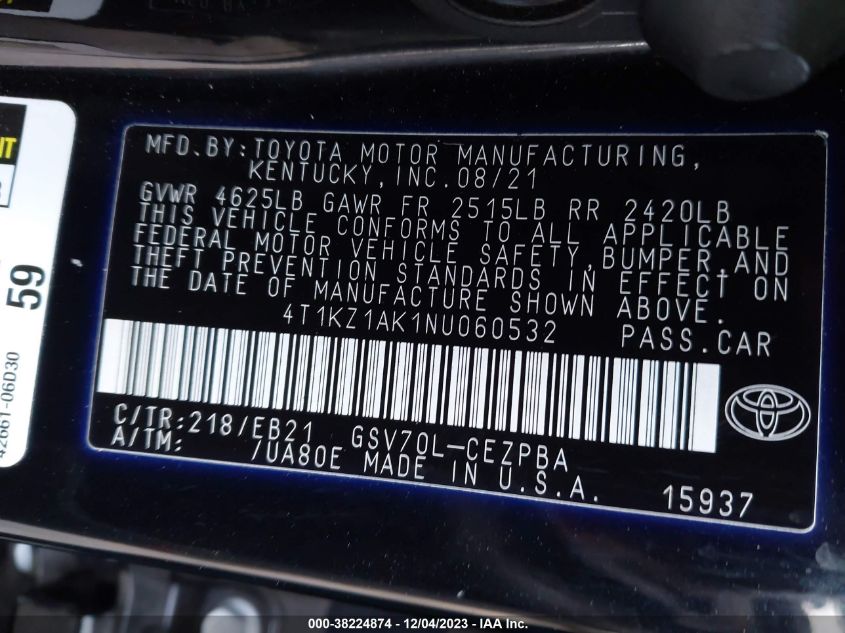 MFD.BY:TOYOTA MOTOR MANUFACTURING,
KENTUCKY,INC.08/21
GVWR 4625LB GAWR FR 2515LB RR 2420LB
THIS VEHICLE CONFORMS TO ALL APPLICABLE
FEDERAL MOTOR VEHICLE SAFETY,BUMPER,AND
THEFT PREVENTION STANDARDS IN EFFECT ON
THE DATE OF MANUFACTURE SHOWN ABOVE.
4T1KZ1AK1NU060532 PASS.CAR
C/TR:218/EB21 GSV70L-CEZPBA
A/TM: /UA80E MADE IN U.S.A.
15937
59
42661-06D30
000-38224874 - 12/04/2023 - IAA Inc.